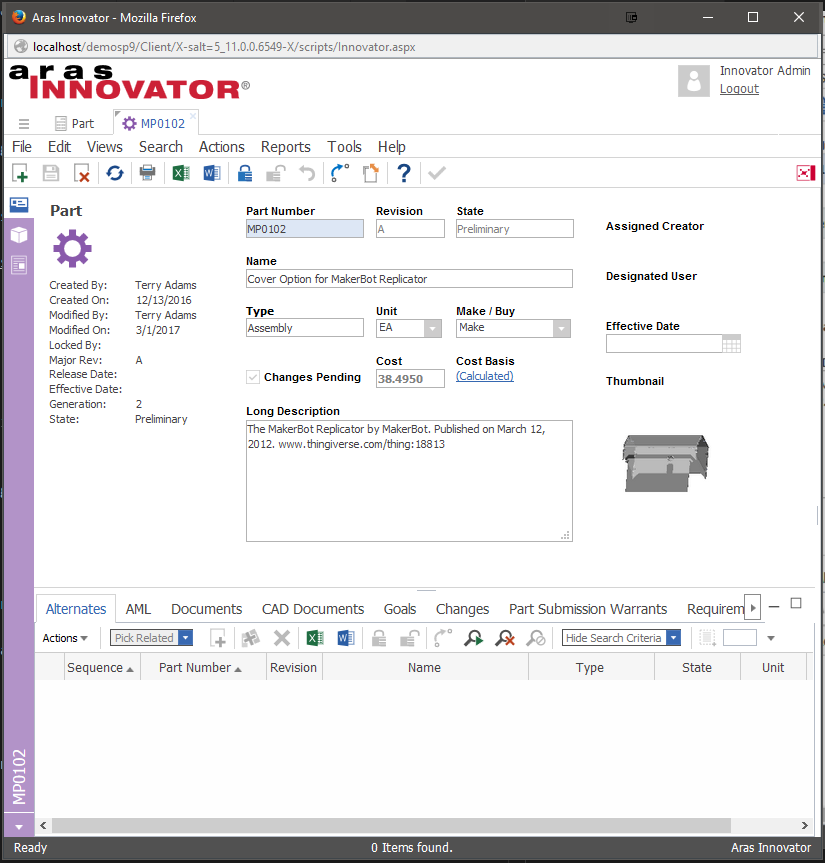 Aras Innovator - Mozilla Firefox
localhost/demosp9/Client/X-salt=5_11.0.0.6549-X/scripts/Innovator.aspx
aras
INNOVATOR®
Innovator Admin
Logout
Part
MP0102
File Edit Views Search Actions Reports Tools Help
Part
Created By: Terry Adams
Created On: 12/13/2016
Modified By: Terry Adams
Modified On: 3/1/2017
Locked By:
Major Rev: A
Release Date:
Effective Date:
Generation: 2
State: Preliminary
Part Number Revision State
MP0102 A Preliminary
Name
Cover Option for MakerBot Replicator
Type Unit Make / Buy
Assembly EA Make
Changes Pending
Cost Cost Basis
38.4950 (Calculated)
Long Description
The MakerBot Replicator by MakerBot. Published on March 12,
2012. www.thingiverse.com/thing:18813
Assigned Creator
Designated User
Effective Date
Thumbnail
MP0102
Alternates AML Documents CAD Documents Goals Changes Part Submission Warrants Requirem
Actions Pick Related Hide Search Criteria
Sequence Part Number Revision Name Type State Unit
Ready 0 Items found. Aras Innovator